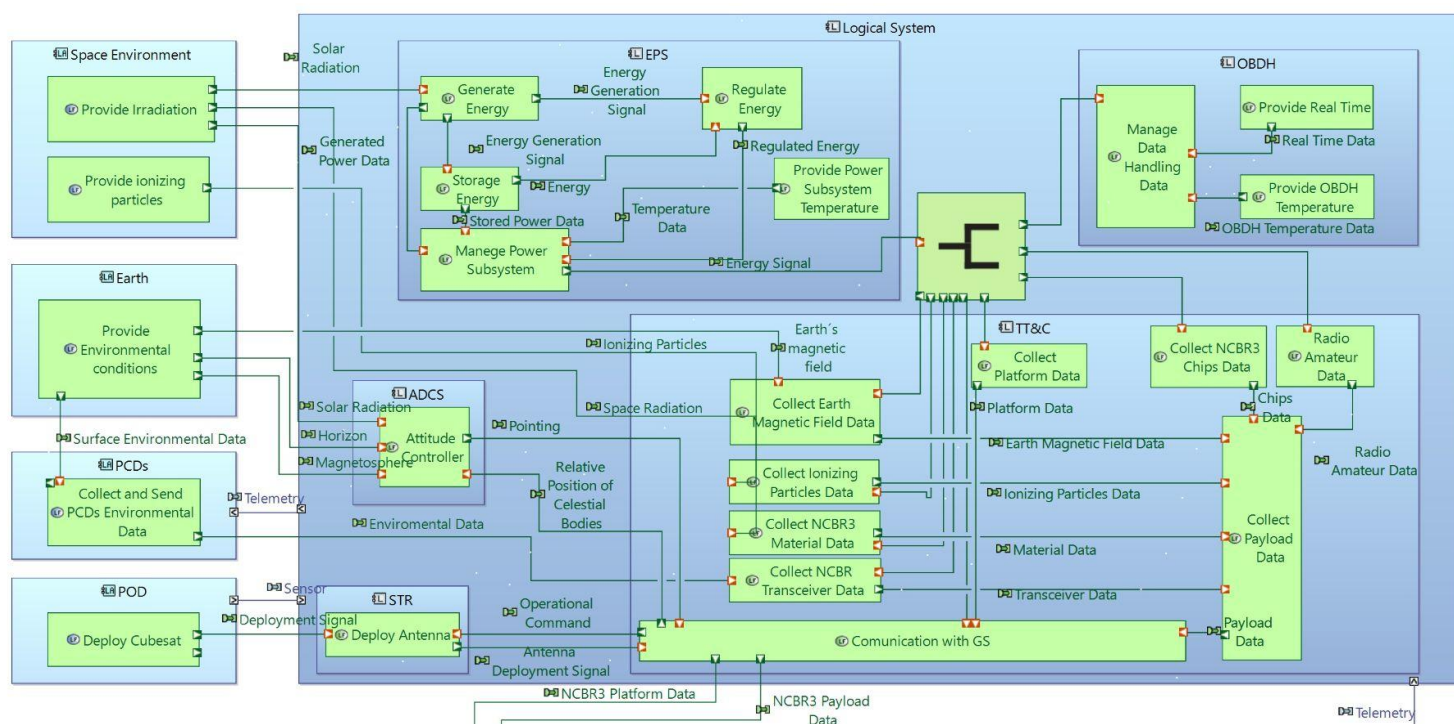 Logical System
Space Environment
Provide Irradiation
Provide ionizing
particles
Solar
Radiation
Generated
Power Data
EPS
Generate
Energy
Energy
Generation
Signal
Regulate
Energy
Energy Generation
Signal
Regulated Energy
Storage
Energy
Energy
Stored Power Data
Temperature
Data
Provide Power
Subsystem
Temperature
Manege Power
Subsystem
Energy Signal
OBDH
Manage
Data
Handling
Data
Provide Real Time
Real Time Data
Provide OBDH
Temperature
OBDH Temperature Data
Earth
Provide
Environmental
conditions
Surface Environmental Data
Ionizing Particles
Earth´s
magnetic
field
Space Radiation
TT&C
Collect
Platform Data
Platform Data
Collect NCBR3
Chips Data
Radio
Amateur
Data
Chips
Data
Radio
Amateur Data
ADCS
Solar Radiation
Horizon
Magnetosphere
Attitude
Controller
Pointing
Relative
Position of
Celestial
Bodies
Collect Earth
Magnetic Field Data
Earth Magnetic Field Data
Collect Ionizing
Particles Data
Ionizing Particles Data
Collect NCBR3
Material Data
Material Data
Collect NCBR
Transceiver Data
Transceiver Data
Collect
Payload
Data
Payload
Data
PCDs
Collect and Send
PCDs Environmental
Data
Telemetry
Enviromental Data
POD
Deploy Cubesat
Sensor
Deployment Signal
STR
Deploy Antenna
Operational
Command
Antenna
Deployment Signal
Comunication with GS
NCBR3 Platform Data
NCBR3 Payload
Data
Telemetry